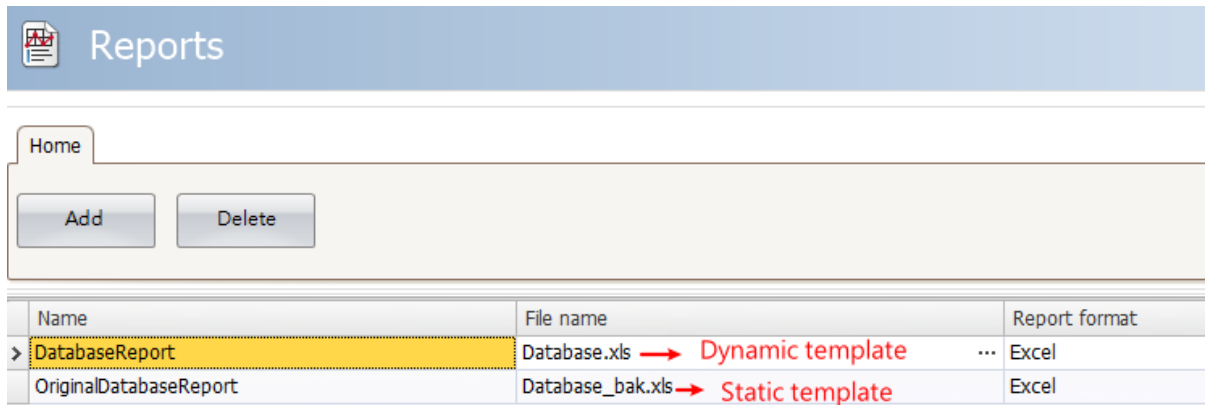 Reports
Home
Add Delete
Name File name Report format
DatabaseReport Database.xls Dynamic template ... Excel
OriginalDatabaseReport Database_bak.xls Static template Excel